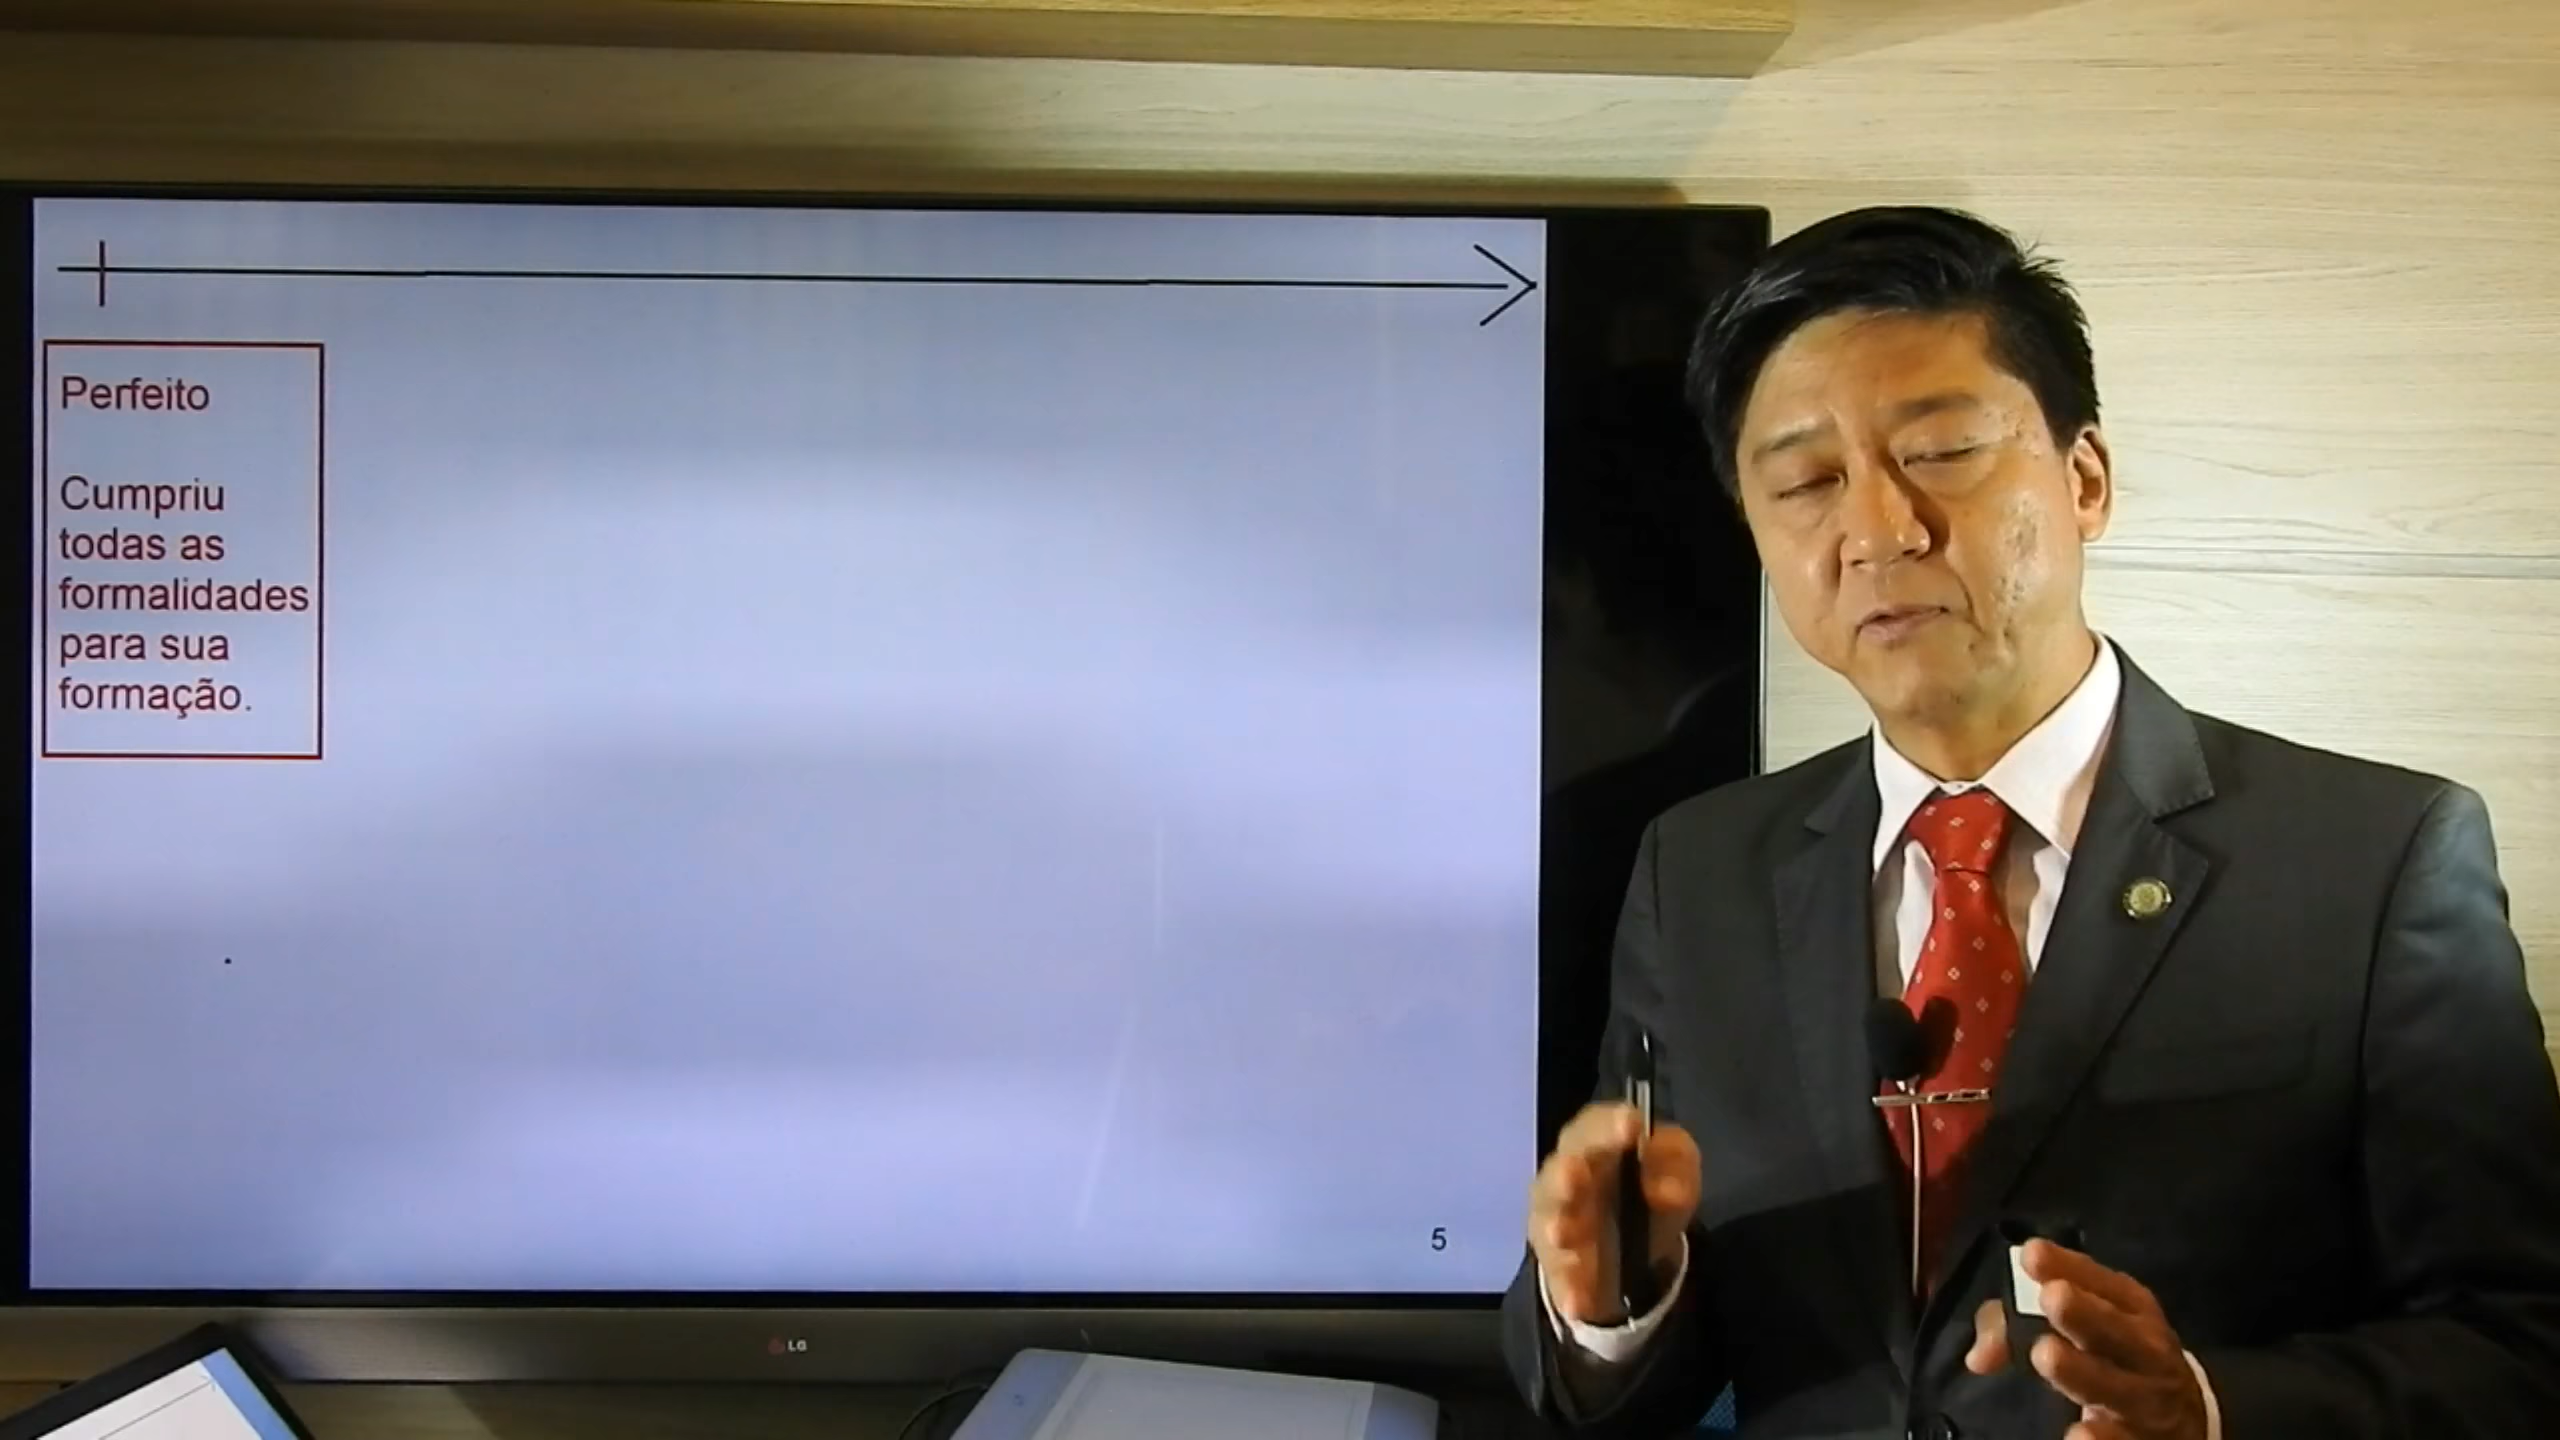 Perfeito
Cumpriu
todas as
formalidades
para sua
formação.
5
LG